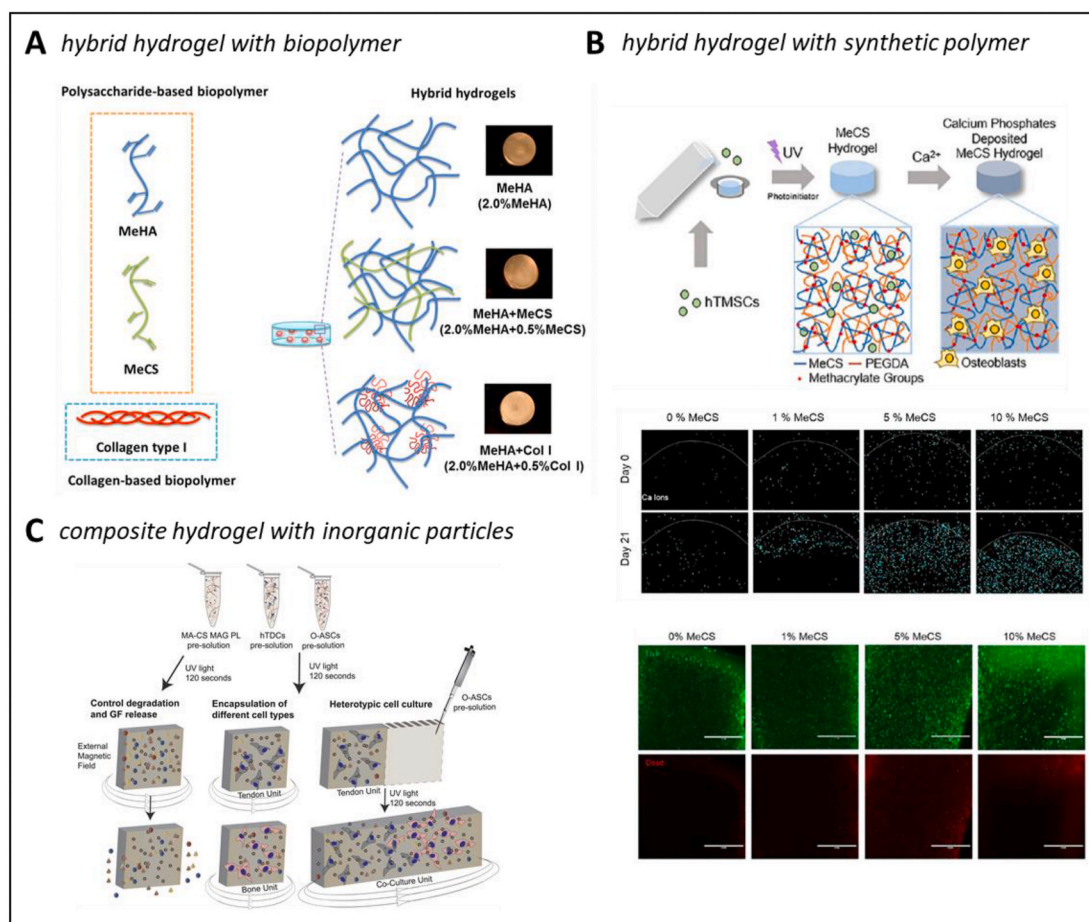 A hybrid hydrogel with biopolymer
Polysaccharide-based biopolymer
MeHA
MeCS
Collagen type I
Collagen-based biopolymer
Hybrid hydrogels
MeHA
(2.0%MeHA)
MeHA+MeCS
(2.0%MeHA+0.5%MeCS)
MeHA+Col I
(2.0%MeHA+0.5%Col I)
B hybrid hydrogel with synthetic polymer
UV
Photoinitiator
MeCS
Hydrogel
Ca²⁺
Calcium Phosphates
Deposited
MeCS Hydrogel
hTMSCs
MeCS PEGDA
Methacrylate Groups
Osteoblasts
0 % MeCS 1 % MeCS 5 % MeCS 10 % MeCS
Day 0
Ca Ions
Day 21
0% MeCS 1% MeCS 5% MeCS 10% MeCS
Dead
C composite hydrogel with inorganic particles
MA-CS MAG PL
pre-solution
hTDCs
pre-solution
O-ASCs
pre-solution
UV light
120 seconds
UV light
120 seconds
O-ASCs
pre-solution
Control degradation
and GF release
Encapsulation of
different cell types
Heterotypic cell culture
External
Magnetic
Field
Tendon Unit
Tendon Unit
UV light
120 seconds
Bone Unit
Co-Culture Unit